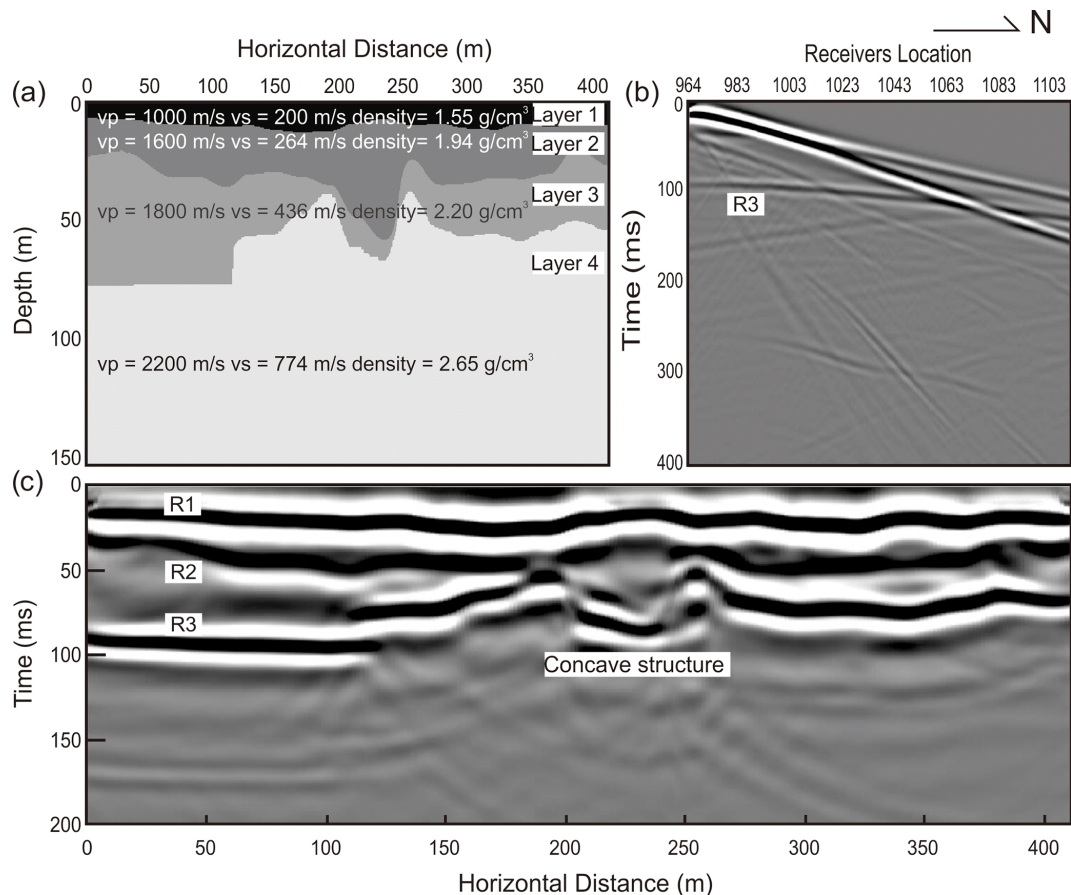 N
Horizontal Distance (m)
Receivers Location
(a)
0 50 100 150 200 250 300 350 400
(b)
964 983 1003 1023 1043 1063 1083 1103
0
vp = 1000 m/s vs = 200 m/s density= 1.55 g/cm³
Layer 1
vp = 1600 m/s vs = 264 m/s density= 1.94 g/cm³
Layer 2
Layer 3
vp = 1800 m/s vs = 436 m/s density= 2.20 g/cm³
Layer 4
vp = 2200 m/s vs = 774 m/s density = 2.65 g/cm³
50
100
150
Depth (m)
0
100
200
300
400
Time (ms)
R3
(c)
0
50
100
150
200
Time (ms)
R1
R2
R3
Concave structure
0 50 100 150 200 250 300 350 400
Horizontal Distance (m)